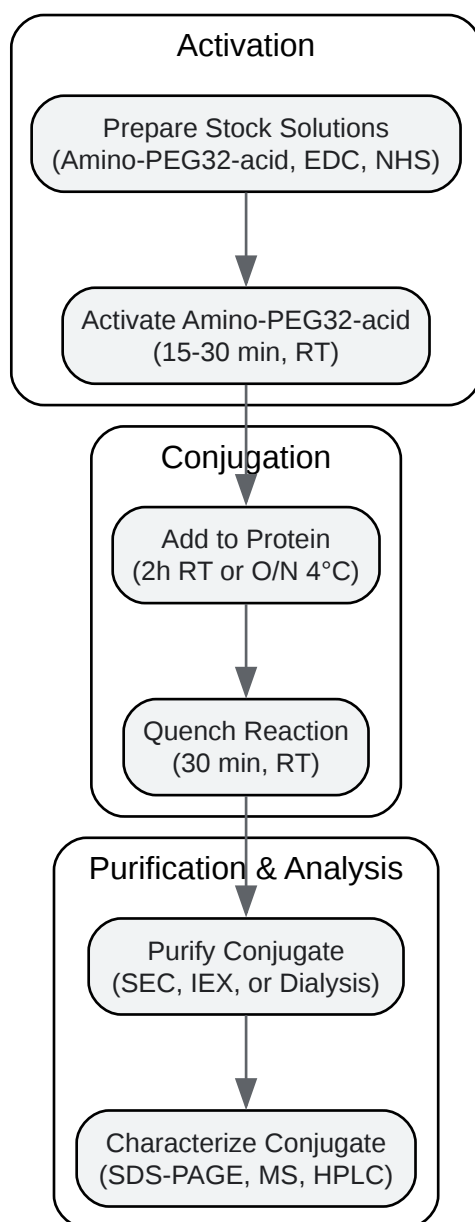 Activation
Prepare Stock Solutions
(Amino-PEG32-acid, EDC, NHS)
Activate Amino-PEG32-acid
(15-30 min, RT)
Conjugation
Add to Protein
(2h RT or O/N 4°C)
Quench Reaction
(30 min, RT)
Purification & Analysis
Purify Conjugate
(SEC, IEX, or Dialysis)
Characterize Conjugate
(SDS-PAGE, MS, HPLC)